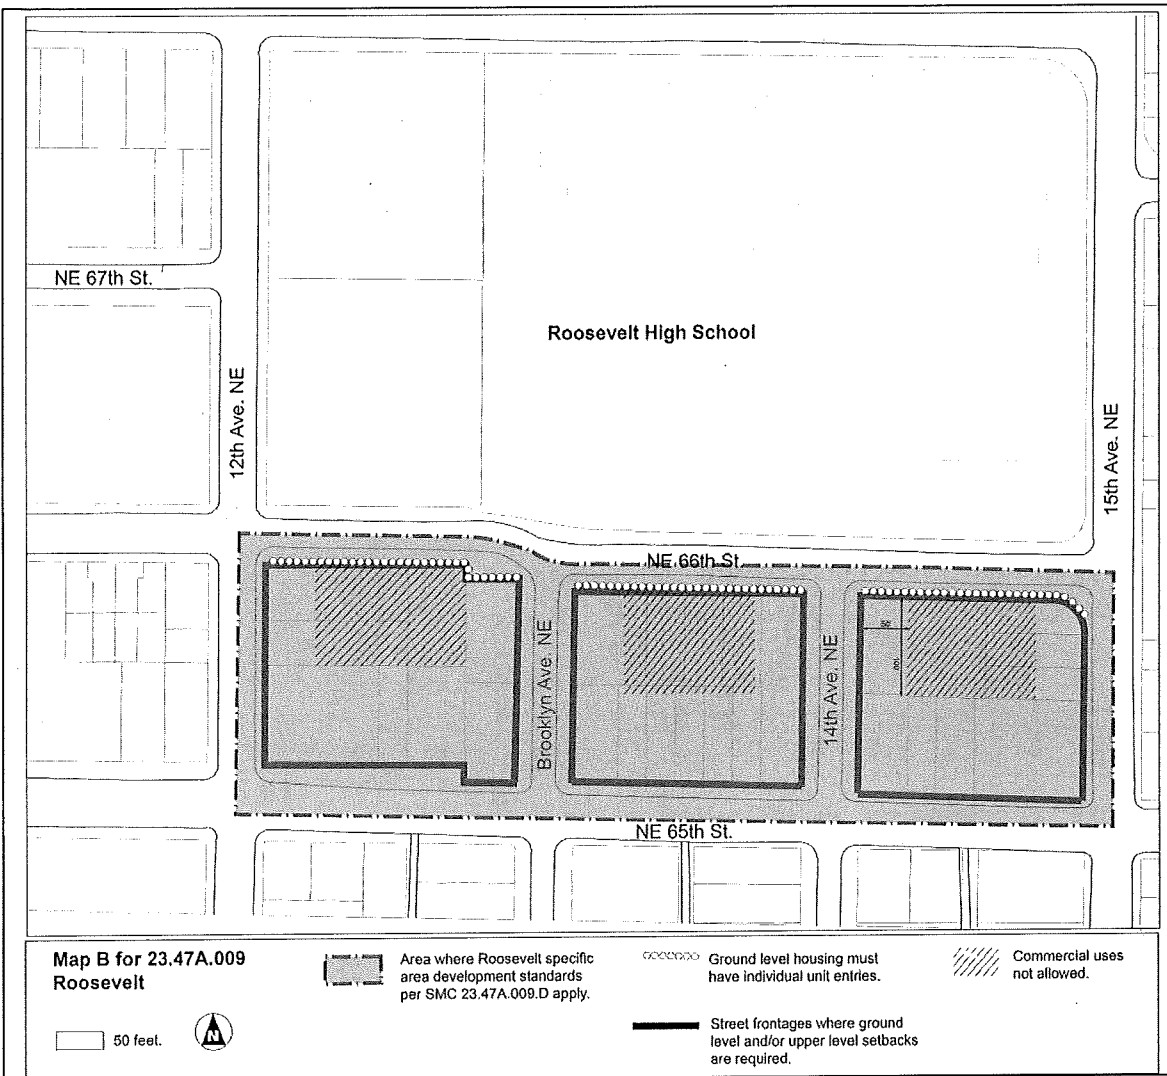 NE 67th St.
Roosevelt High School
12th Ave. NE
15th Ave. NE
NE 66th St.
Brooklyn Ave. NE
14th Ave. NE
50'
100'
NE 65th St.
Map B for 23.47A.009
Roosevelt
50 feet.
N
Area where Roosevelt specific
area development standards
per SMC 23.47A.009.D apply.
Ground level housing must
have individual unit entries.
Street frontages where ground
level and/or upper level setbacks
are required.
Commercial uses
not allowed.